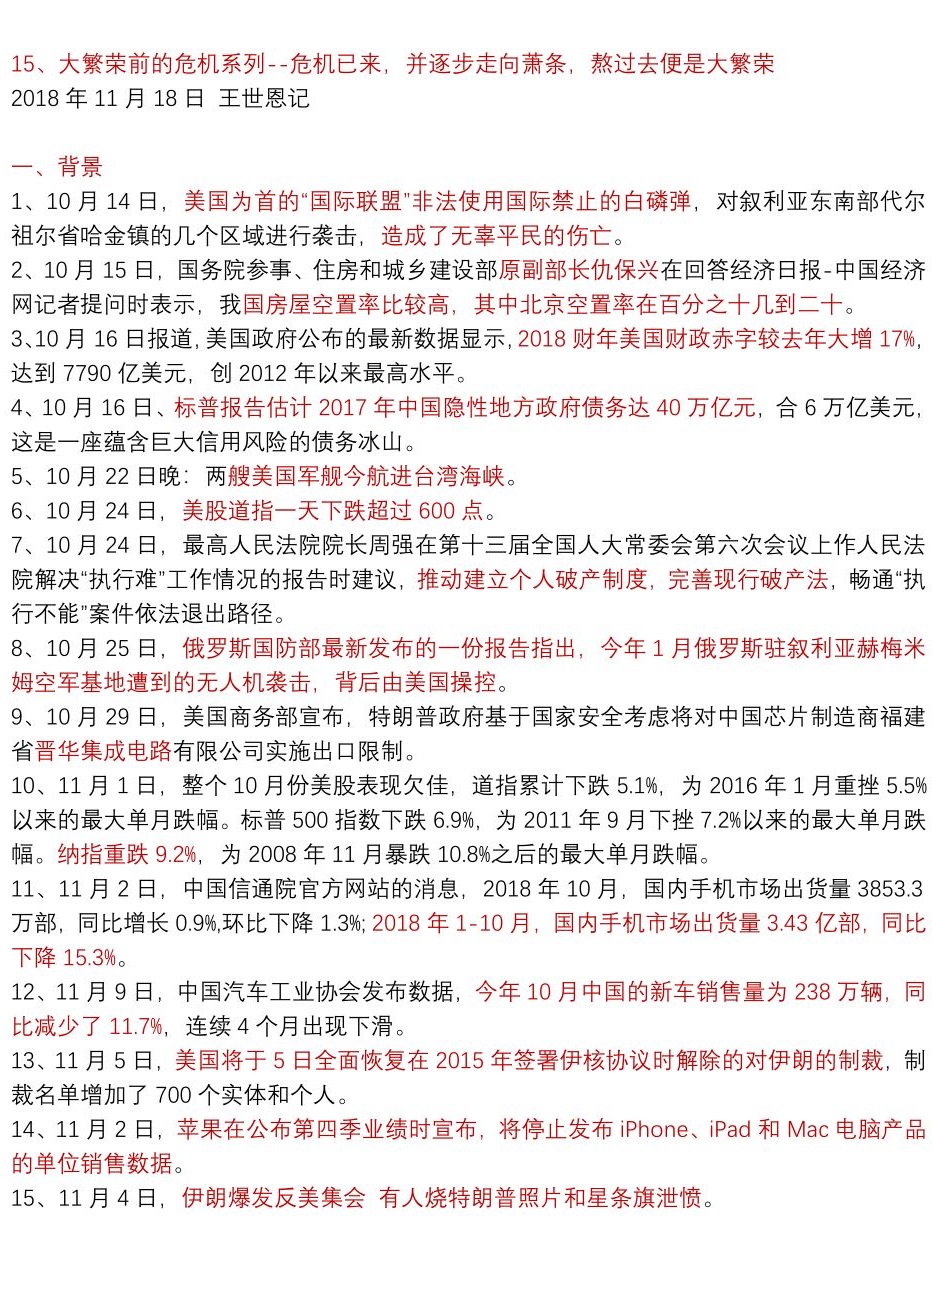 15、大繁荣前的危机系列--危机已来，并逐步走向萧条，熬过去便是大繁荣
2018 年 11 月 18 日 王世恩记
一、背景
1、10 月 14 日，美国为首的“国际联盟”非法使用国际禁止的白磷弹，对叙利亚东南部代尔
祖尔省哈金镇的几个区域进行袭击，造成了无辜平民的伤亡。
2、10 月 15 日，国务院参事、住房和城乡建设部原副部长仇保兴在回答经济日报-中国经济
网记者提问时表示，我国房屋空置率比较高，其中北京空置率在百分之十几到二十。
3、10 月 16 日报道, 美国政府公布的最新数据显示, 2018 财年美国财政赤字较去年大增 17%,
达到 7790 亿美元，创 2012 年以来最高水平。
4、10 月 16 日、标普报告估计 2017 年中国隐性地方政府债务达 40 万亿元，合 6 万亿美元，
这是一座蕴含巨大信用风险的债务冰山。
5、10 月 22 日晚：两艘美国军舰今航进台湾海峡。
6、10 月 24 日，美股道指一天下跌超过 600 点。
7、10 月 24 日，最高人民法院院长周强在第十三届全国人大常委会第六次会议上作人民法
院解决“执行难”工作情况的报告时建议，推动建立个人破产制度，完善现行破产法，畅通“执
行不能”案件依法退出路径。
8、10 月 25 日，俄罗斯国防部最新发布的一份报告指出，今年 1 月俄罗斯驻叙利亚赫梅米
姆空军基地遭到的无人机袭击，背后由美国操控。
9、10 月 29 日，美国商务部宣布，特朗普政府基于国家安全考虑将对中国芯片制造商福建
省晋华集成电路有限公司实施出口限制。
10、11 月 1 日，整个 10 月份美股表现欠佳，道指累计下跌 5.1%，为 2016 年 1 月重挫 5.5%
以来的最大单月跌幅。标普 500 指数下跌 6.9%，为 2011 年 9 月下挫 7.2%以来的最大单月跌
幅。纳指重跌 9.2%，为 2008 年 11 月暴跌 10.8%之后的最大单月跌幅。
11、11 月 2 日，中国信通院官方网站的消息，2018 年 10 月，国内手机市场出货量 3853.3
万部，同比增长 0.9%,环比下降 1.3%; 2018 年 1-10 月，国内手机市场出货量 3.43 亿部，同比
下降 15.3%。
12、11 月 9 日，中国汽车工业协会发布数据，今年 10 月中国的新车销售量为 238 万辆，同
比减少了 11.7%，连续 4 个月出现下滑。
13、11 月 5 日，美国将于 5 日全面恢复在 2015 年签署伊核协议时解除的对伊朗的制裁，制
裁名单增加了 700 个实体和个人。
14、11 月 2 日，苹果在公布第四季业绩时宣布，将停止发布 iPhone、iPad 和 Mac 电脑产品
的单位销售数据。
15、11 月 4 日，伊朗爆发反美集会 有人烧特朗普照片和星条旗泄愤。